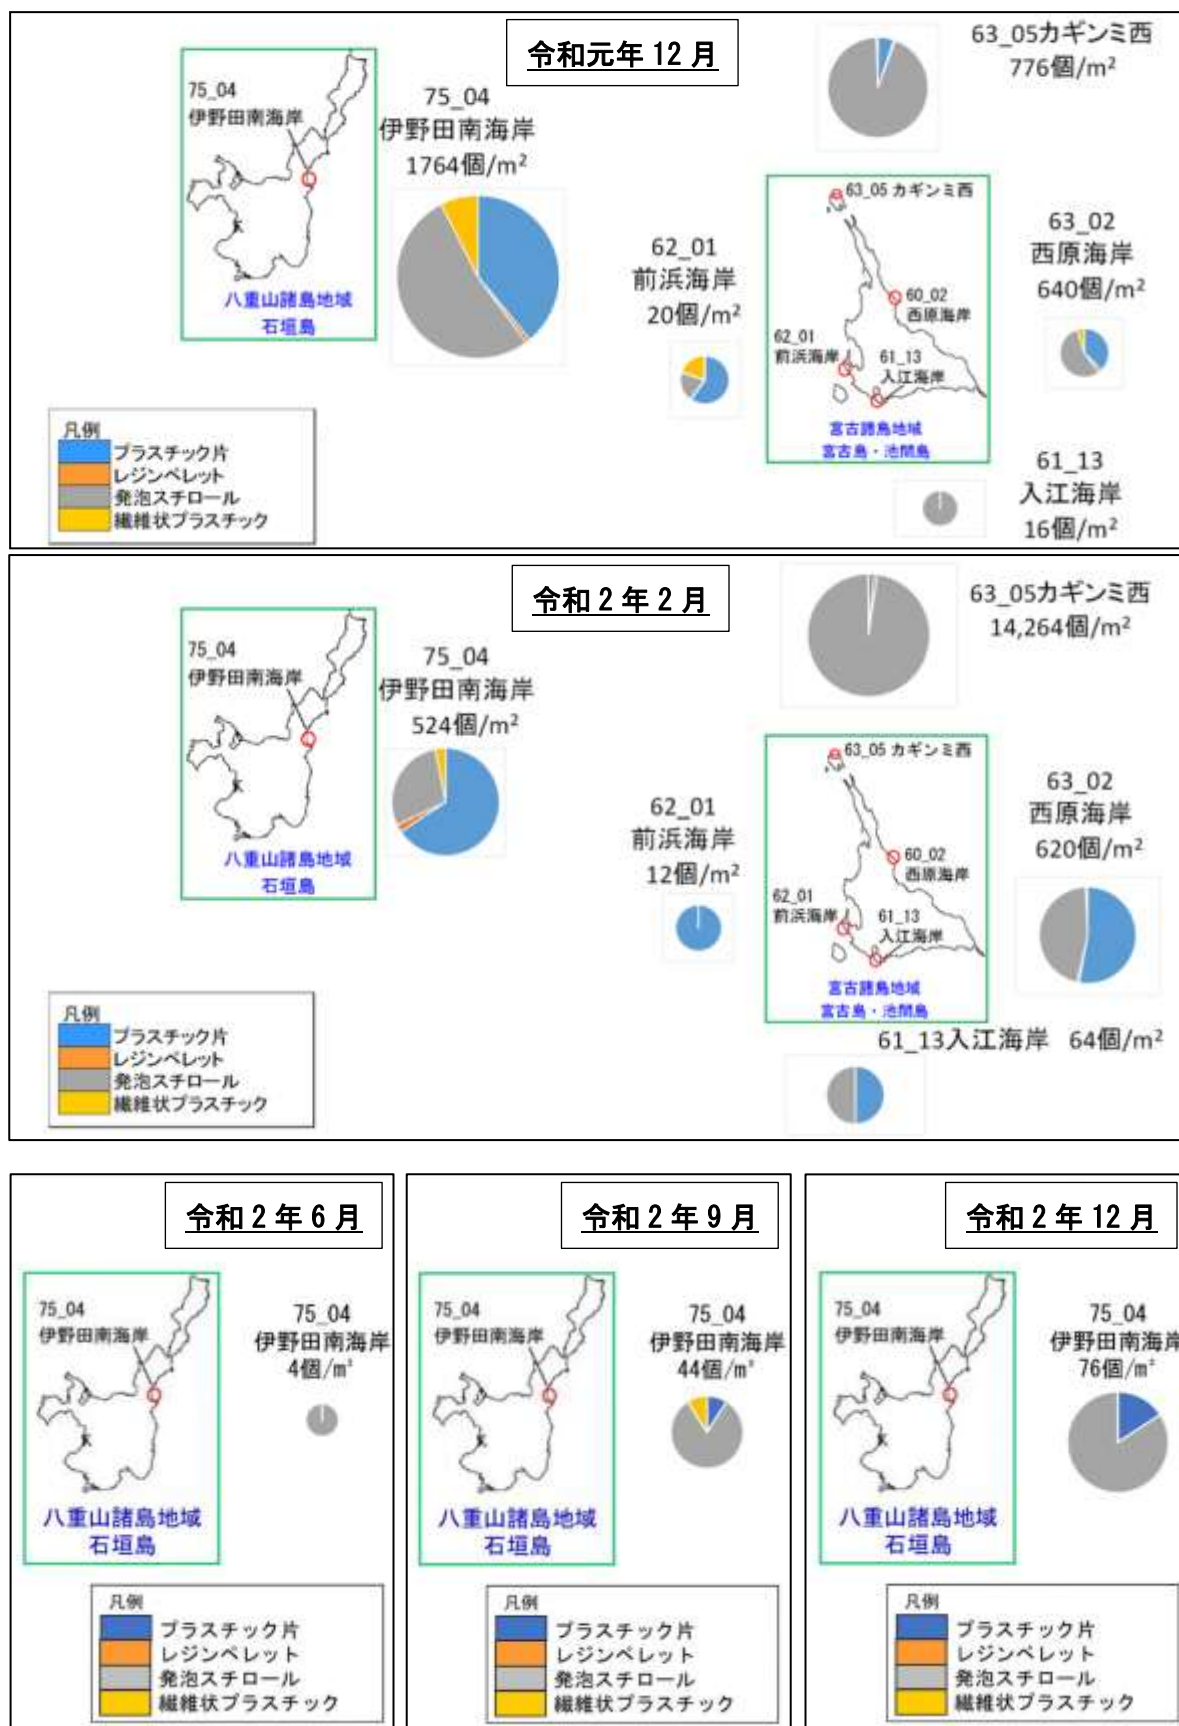 令和元年12月
75_04
伊野田南海岸
八重山諸島地域
石垣島
75_04
伊野田南海岸
1764個/m²
63_05カギンミ西
776個/m²
62_01
前浜海岸
20個/m²
63_05 カギンミ西
60_02
西原海岸
62_01
前浜海岸
61_13
入江海岸
宮古諸島地域
宮古島・池間島
63_02
西原海岸
640個/m²
61_13
入江海岸
16個/m²
凡例
プラスチック片
レジンペレット
発泡スチロール
繊維状プラスチック
令和2年2月
75_04
伊野田南海岸
八重山諸島地域
石垣島
75_04
伊野田南海岸
524個/m²
63_05カギンミ西
14,264個/m²
62_01
前浜海岸
12個/m²
63_05 カギンミ西
60_02
西原海岸
62_01
前浜海岸
61_13
入江海岸
宮古諸島地域
宮古島・池間島
63_02
西原海岸
620個/m²
61_13入江海岸 64個/m²
凡例
プラスチック片
レジンペレット
発泡スチロール
繊維状プラスチック
令和2年6月
75_04
伊野田南海岸
八重山諸島地域
石垣島
75_04
伊野田南海岸
4個/㎡
凡例
プラスチック片
レジンペレット
発泡スチロール
繊維状プラスチック
令和2年9月
75_04
伊野田南海岸
八重山諸島地域
石垣島
75_04
伊野田南海岸
44個/㎡
凡例
プラスチック片
レジンペレット
発泡スチロール
繊維状プラスチック
令和2年12月
75_04
伊野田南海岸
八重山諸島地域
石垣島
75_04
伊野田南海岸
76個/㎡
凡例
プラスチック片
レジンペレット
発泡スチロール
繊維状プラスチック